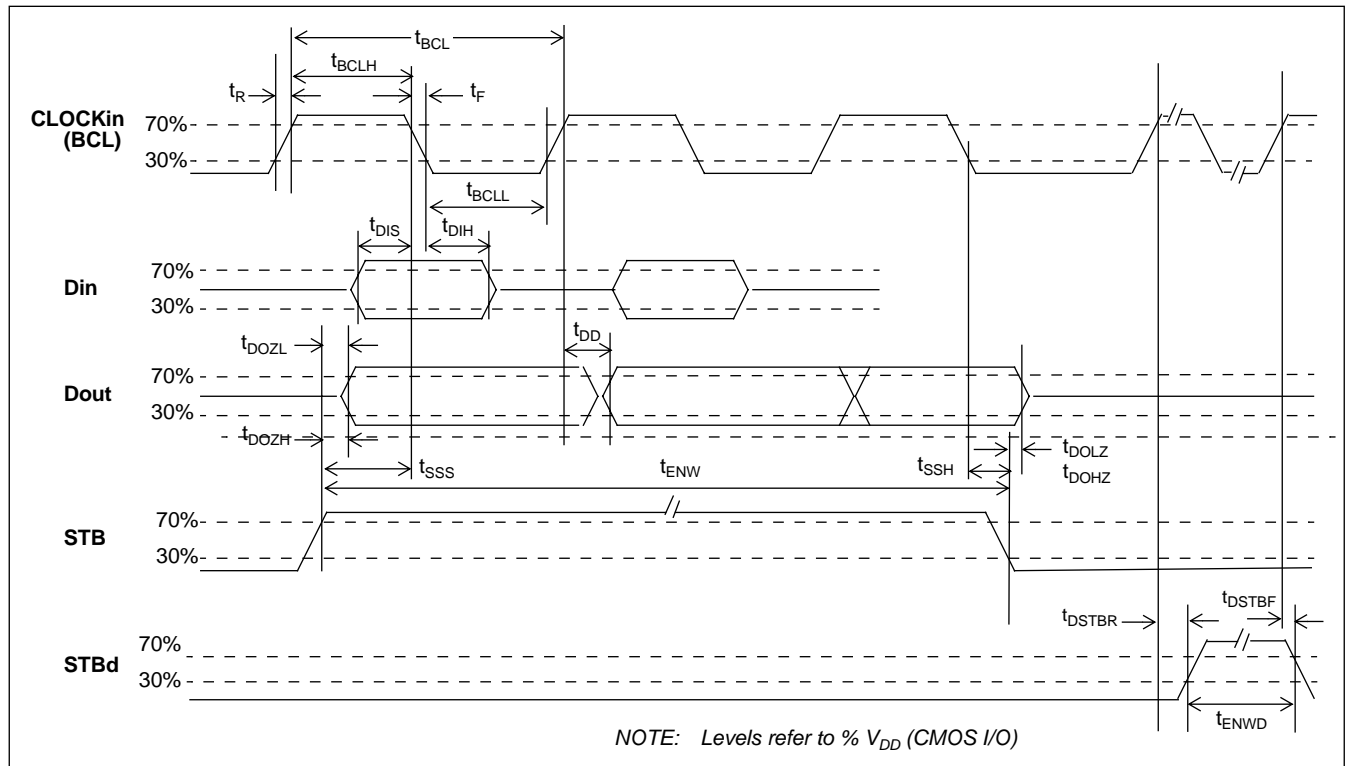 tBCL
tBCLH
tR
tF
CLOCKin
(BCL)
70%
30%
tBCLL
tDIS
tDIH
Din
70%
30%
tDOZL
tDD
Dout
70%
30%
tDOZH
tSSS
tENW
tSSH
tDOLZ
tDOHZ
STB
70%
30%
tDSTBR
tDSTBF
STBd
70%
30%
tENWD
NOTE: Levels refer to % VDD (CMOS I/O)